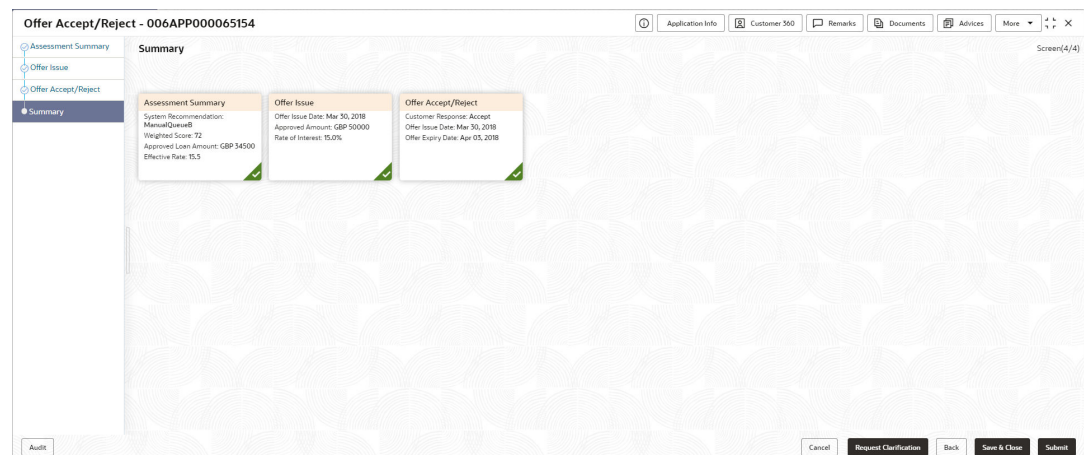 Offer Accept/Reject - 006APP000065154
Application Info
Customer 360
Remarks
Documents
Advices
More
Assessment Summary
Offer Issue
Offer Accept/Reject
Summary
Summary
Screen(4/4)
Assessment Summary
System Recommendation:
ManualQueueB
Weighted Score: 72
Approved Loan Amount: GBP 34500
Effective Rate: 15.5
Offer Issue
Offer Issue Date: Mar 30, 2018
Approved Amount: GBP 50000
Rate of Interest: 15.0%
Offer Accept/Reject
Customer Response: Accept
Offer Issue Date: Mar 30, 2018
Offer Expiry Date: Apr 03, 2018
Audit
Cancel
Request Clarification
Back
Save & Close
Submit